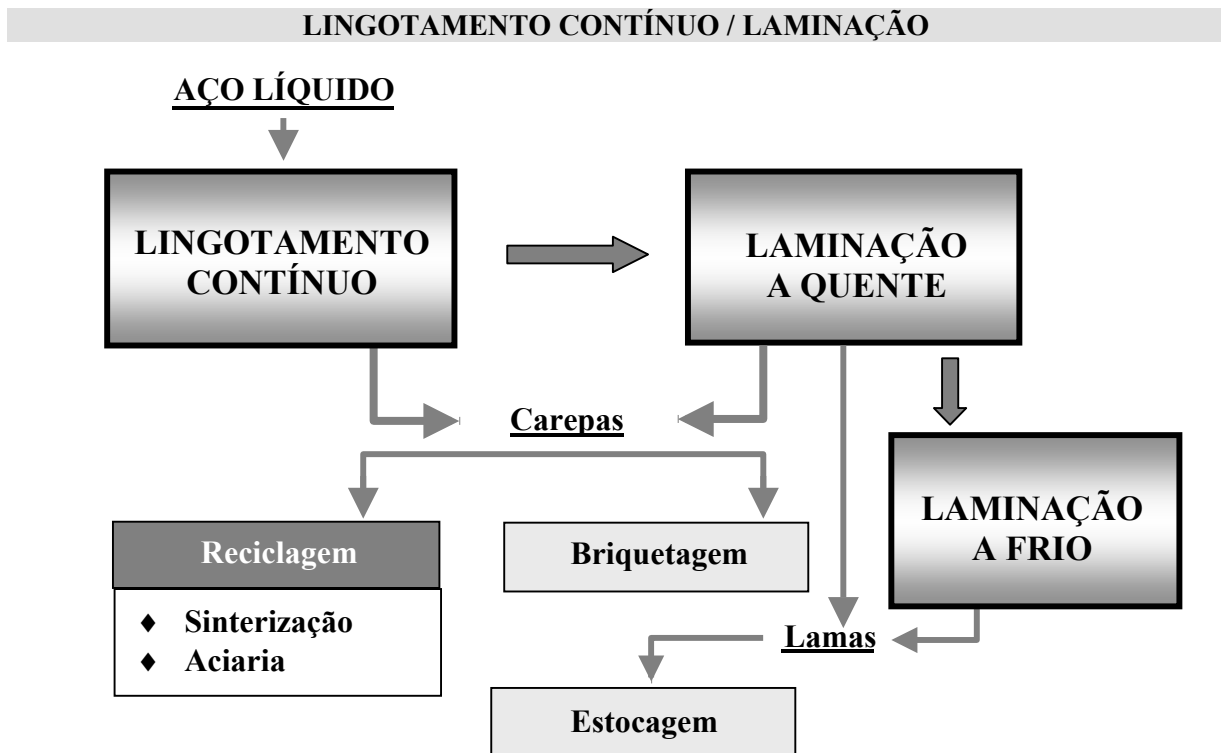 LINGOTAMENTO CONTÍNUO / LAMINAÇÃO
AÇO LÍQUIDO
LINGOTAMENTO
CONTÍNUO
LAMINAÇÃO
A QUENTE
Carepas
LAMINAÇÃO
A FRIO
Reciclagem
♦ Sinterização
♦ Aciaria
Briquetagem
Lamas
Estocagem